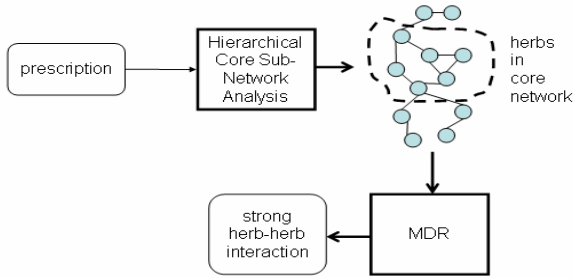 prescription
Hierarchical
Core Sub-
Network
Analysis
herbs
in
core
network
strong
herb-herb
interaction
MDR